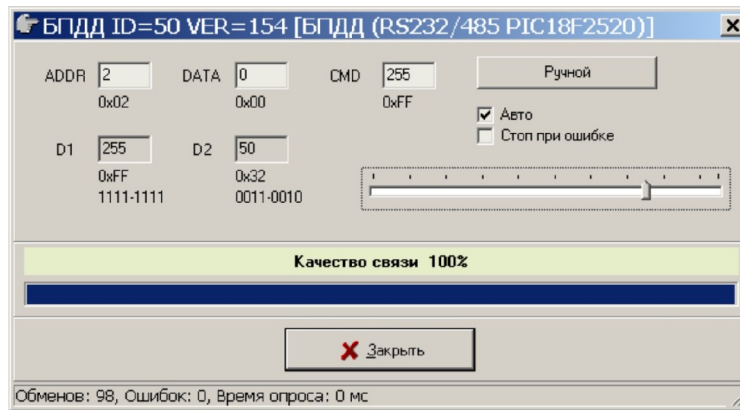 БПДД ID=50 VER=154 [БПДД (RS232/485 PIC18F2520)]
ADDR 2 DATA 0 CMD 255 Ручной
0x02 0x00 0xFF
Авто
Стоп при ошибке
D1 255 D2 50
0xFF 0x32
1111-1111 0011-0010
Качество связи 100%
Закрыть
Обменов: 98, Ошибок: 0, Время опроса: 0 мс